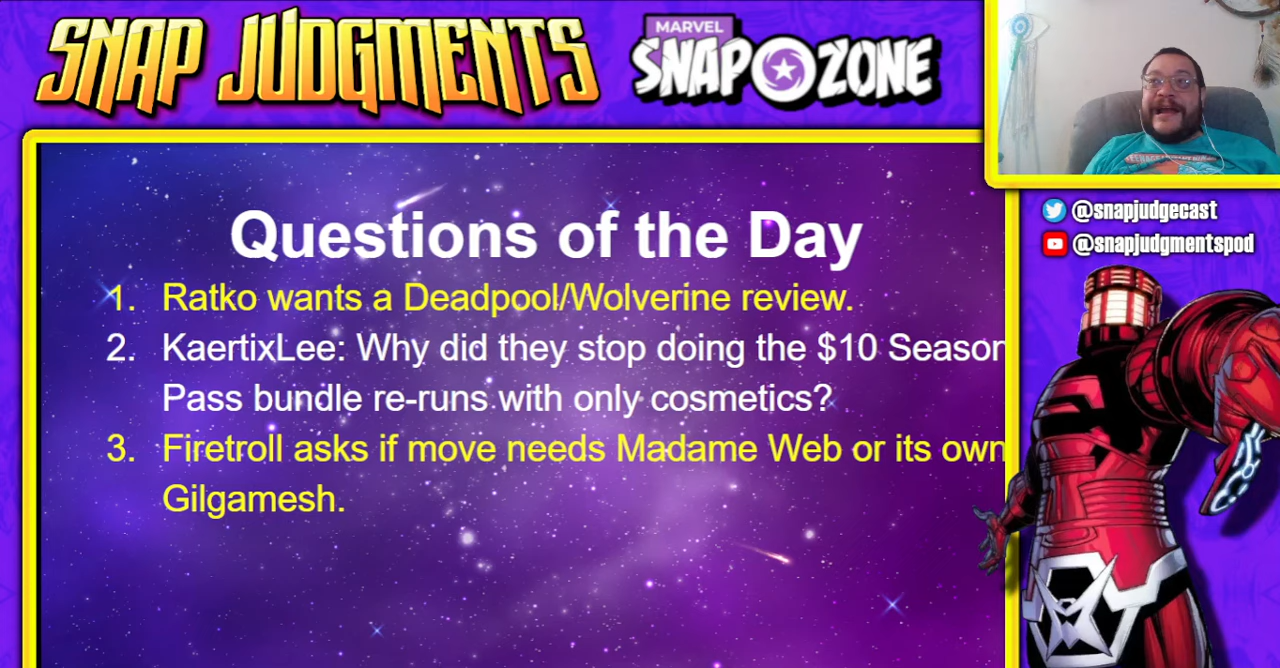 SNAP JUDGMENTS
MARVEL
SNAP ZONE
@snapjudgecast
@snapjudgmentspod
Questions of the Day
1. Ratko wants a Deadpool/Wolverine review.
2. KaertixLee: Why did they stop doing the $10 Season
Pass bundle re-runs with only cosmetics?
3. Firetroll asks if move needs Madame Web or its own
Gilgamesh.